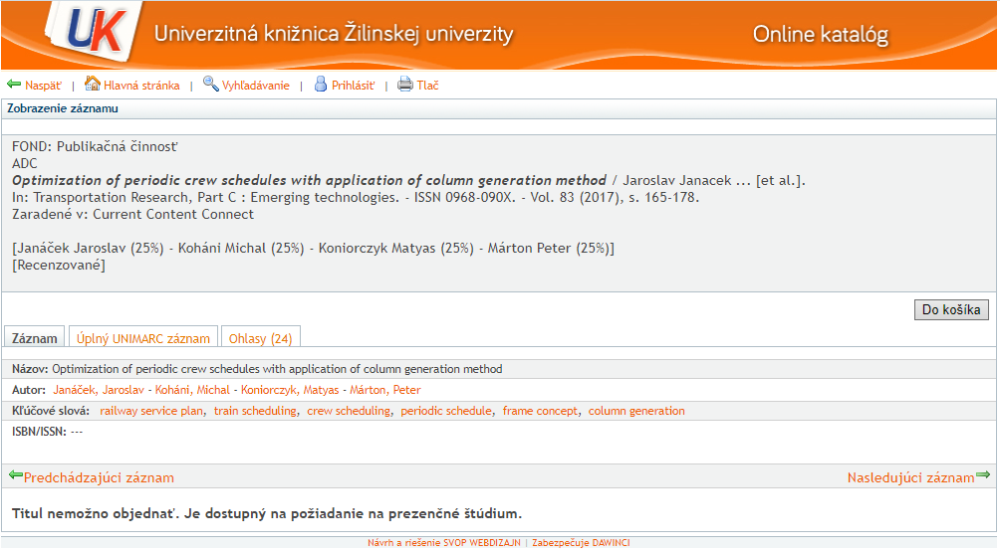 UK Univerzitná knižnica Žilinskej univerzity Online katalóg
Naspäť | Hlavná stránka | Vyhľadávanie | Prihlásiť | Tlač
Zobrazenie záznamu
FOND: Publikačná činnosť
ADC
Optimization of periodic crew schedules with application of column generation method / Jaroslav Janacek ... [et al.].
In: Transportation Research, Part C : Emerging technologies. - ISSN 0968-090X. - Vol. 83 (2017), s. 165-178.
Zaradené v: Current Content Connect
[Janáček Jaroslav (25%) - Koháni Michal (25%) - Koniorczyk Matyas (25%) - Márton Peter (25%)]
[Recenzované]
Do košíka
Záznam Úplný UNIMARC záznam Ohlasy (24)
Názov: Optimization of periodic crew schedules with application of column generation method
Autor: Janáček, Jaroslav - Koháni, Michal - Koniorczyk, Matyas - Márton, Peter
Kľúčové slová: railway service plan, train scheduling, crew scheduling, periodic schedule, frame concept, column generation
ISBN/ISSN: ---
Predchádzajúci záznam Nasledujúci záznam
Titul nemožno objednať. Je dostupný na požiadanie na prezenčné štúdium.
Návrh a riešenie SVOP WEBDIZAJN | Zabezpečuje DAWINCI